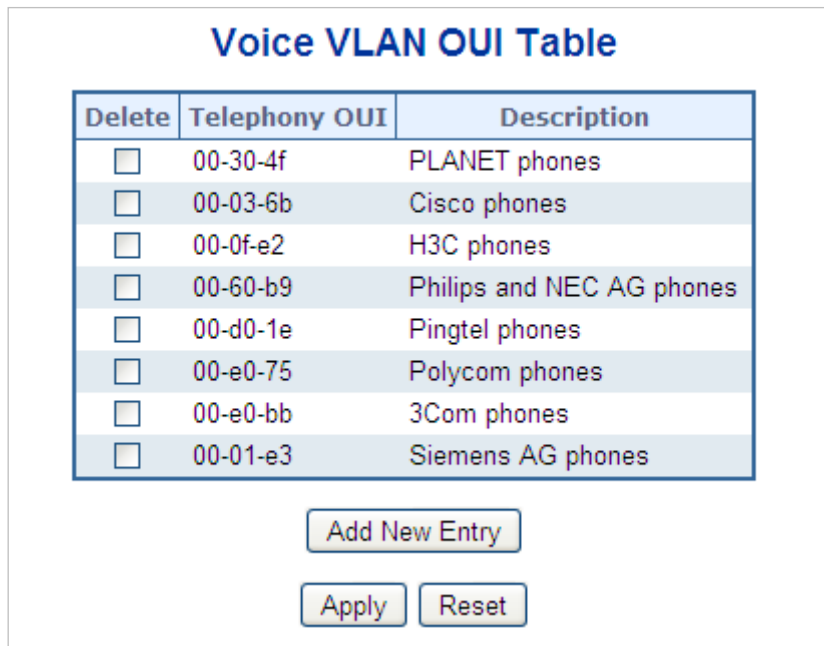 Voice VLAN OUI Table
Delete Telephony OUI Description
00-30-4f PLANET phones
00-03-6b Cisco phones
00-0f-e2 H3C phones
00-60-b9 Philips and NEC AG phones
00-d0-1e Pingtel phones
00-e0-75 Polycom phones
00-e0-bb 3Com phones
00-01-e3 Siemens AG phones
Add New Entry
Apply Reset